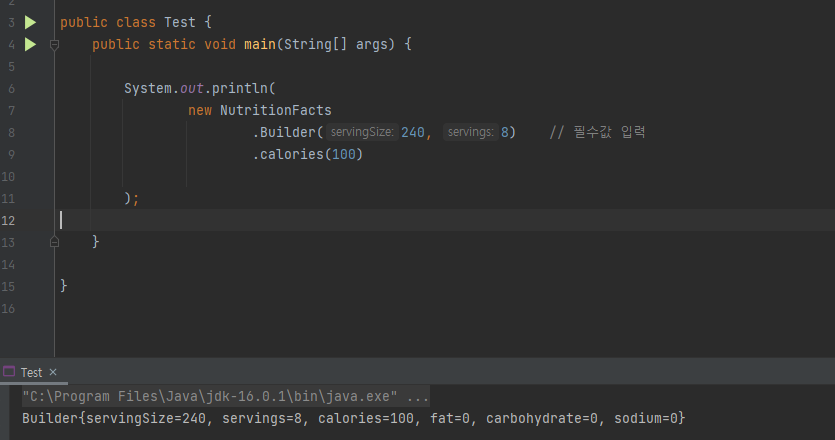 2
3 public class Test {
4 public static void main(String[] args) {
5
6 System.out.println(
7 new NutritionFacts
8 .Builder( servingSize: 240, servings: 8) // 필수값 입력
9 .calories(100)
10
11 );
12
13 }
14
15 }
16
Test ×
"C:\Program Files\Java\jdk-16.0.1\bin\java.exe" ...
Builder{servingSize=240, servings=8, calories=100, fat=0, carbohydrate=0, sodium=0}